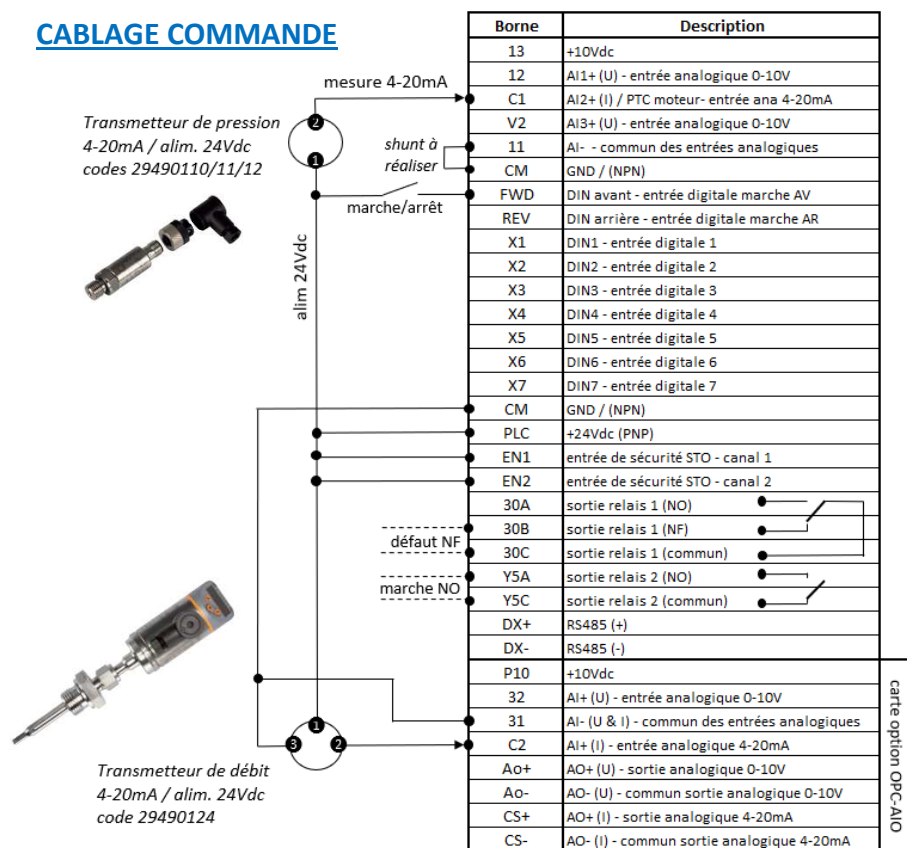 CABLAGE COMMANDE
Borne Description
13 +10Vdc
12 AI1+ (U) - entrée analogique 0-10V
mesure 4-20mA
C1 AI2+ (I) / PTC moteur- entrée ana 4-20mA
V2 AI3+ (U) - entrée analogique 0-10V
11 AI- - commun des entrées analogiques
CM GND / (NPN)
Transmetteur de pression
4-20mA / alim. 24Vdc
codes 29490110/11/12
2
1
shunt à
réaliser
marche/arrêt
FWD DIN avant - entrée digitale marche AV
REV DIN arrière - entrée digitale marche AR
X1 DIN1 - entrée digitale 1
X2 DIN2 - entrée digitale 2
X3 DIN3 - entrée digitale 3
X4 DIN4 - entrée digitale 4
X5 DIN5 - entrée digitale 5
X6 DIN6 - entrée digitale 6
X7 DIN7 - entrée digitale 7
alim 24Vdc
CM GND / (NPN)
PLC +24Vdc (PNP)
EN1 entrée de sécurité STO - canal 1
EN2 entrée de sécurité STO - canal 2
30A sortie relais 1 (NO)
30B sortie relais 1 (NF)
défaut NF
30C sortie relais 1 (commun)
Y5A sortie relais 2 (NO)
marche NO
Y5C sortie relais 2 (commun)
DX+ RS485 (+)
DX- RS485 (-)
P10 +10Vdc
32 AI+ (U) - entrée analogique 0-10V
31 AI- (U & I) - commun des entrées analogiques
C2 AI+ (I) - entrée analogique 4-20mA
Ao+ AO+ (U) - sortie analogique 0-10V
Ao- AO- (U) - commun sortie analogique 0-10V
CS+ AO+ (I) - sortie analogique 4-20mA
CS- AO- (I) - commun sortie analogique 4-20mA
carte option OPC-AIO
1
3 2
Transmetteur de débit
4-20mA / alim. 24Vdc
code 29490124